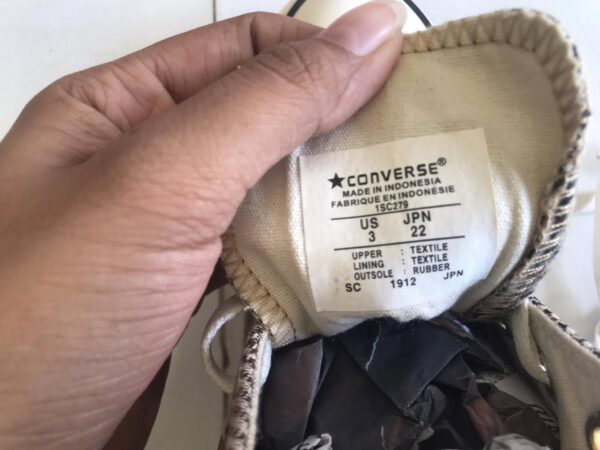 ★CONVERSE®
MADE IN INDONESIA
FABRIQUE EN INDONÉSIE
1SC279
US JPN
3 22
UPPER : TEXTILE
LINING : TEXTILE
OUTSOLE : RUBBER
SC 1912 JPN